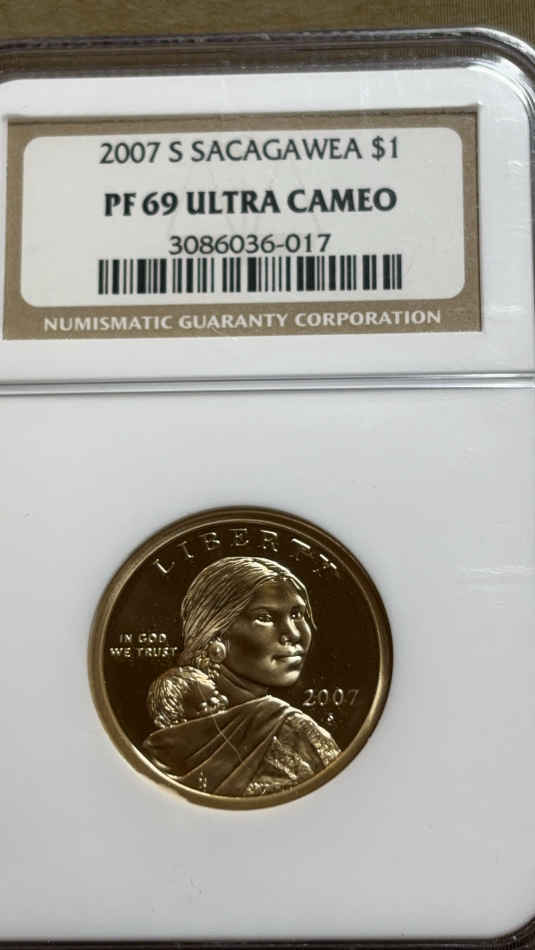 2007 S SACAGAWEA $1
PF 69 ULTRA CAMEO
3086036-017
NUMISMATIC GUARANTY CORPORATION
LIBERTY
IN GOD
WE TRUST
2007
S